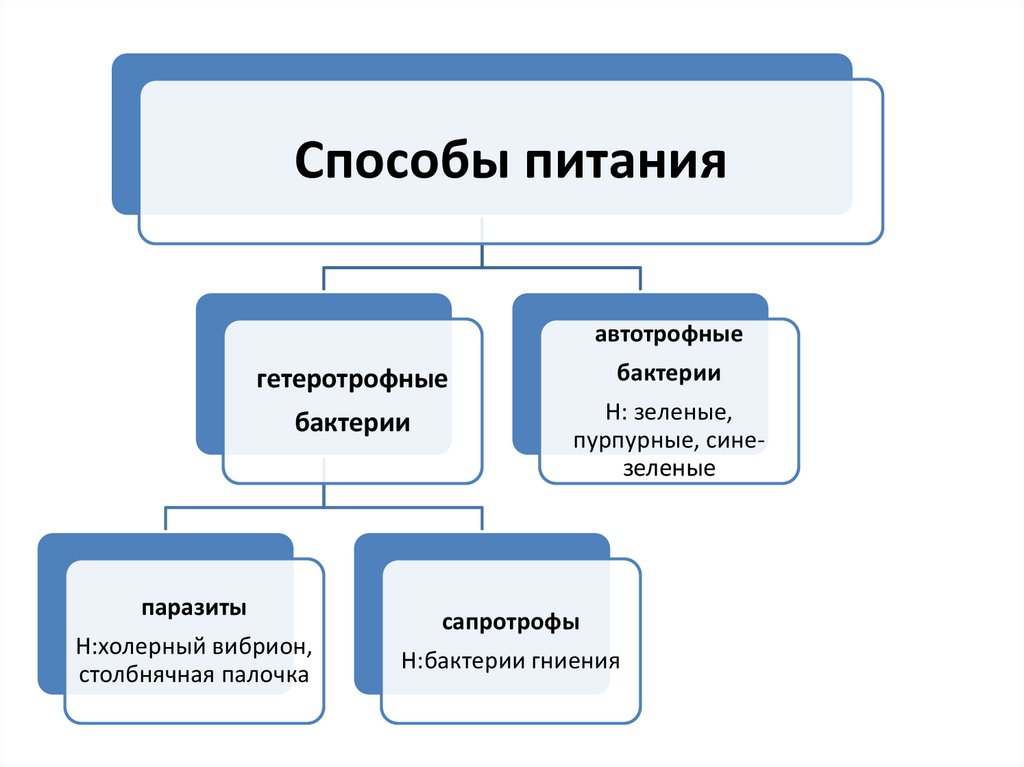 Способы питания
гетеротрофные
бактерии
автотрофные
бактерии
Н: зеленые,
пурпурные, сине-
зеленые
паразиты
Н:холерный вибрион,
столбнячная палочка
сапротрофы
Н:бактерии гниения